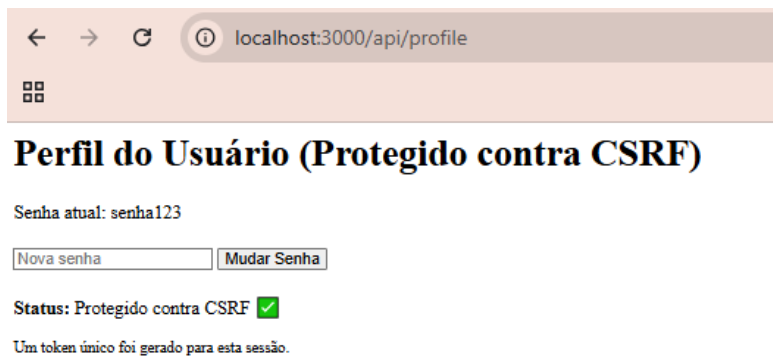 localhost:3000/api/profile
Perfil do Usuário (Protegido contra CSRF)
Senha atual: senha123
Nova senha Mudar Senha
Status: Protegido contra CSRF ✅
Um token único foi gerado para esta sessão.